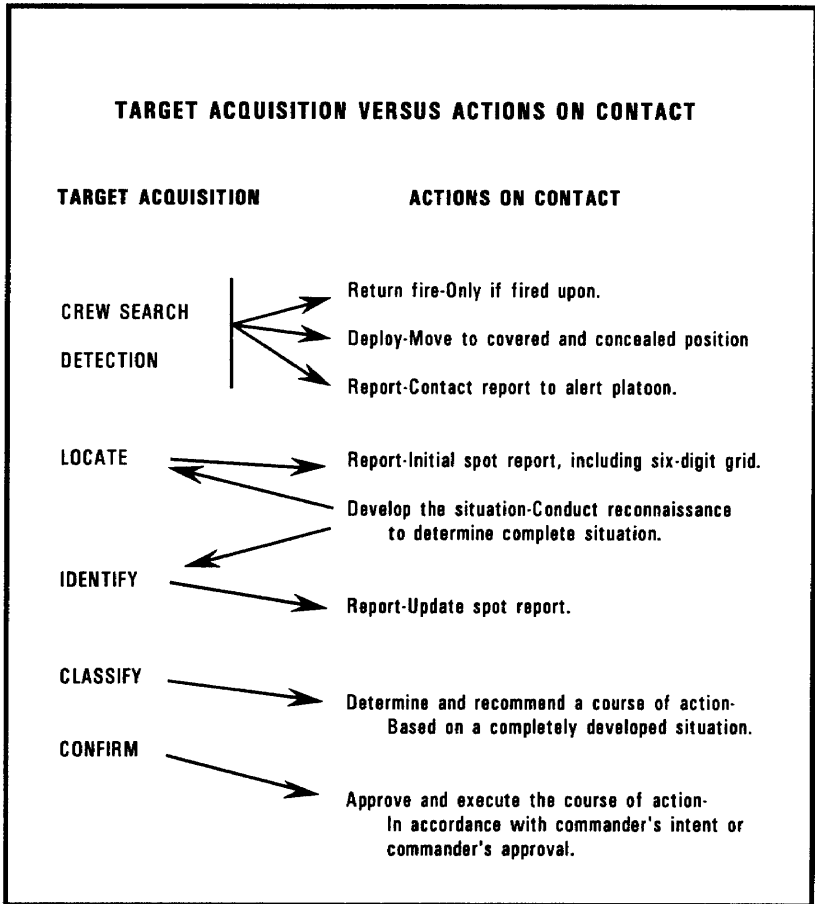 TARGET ACQUISITION VERSUS ACTIONS ON CONTACT
TARGET ACQUISITION
ACTIONS ON CONTACT
CREW SEARCH
DETECTION
Return fire-Only if fired upon.
Deploy-Move to covered and concealed position
Report-Contact report to alert platoon.
LOCATE
Report-Initial spot report, including six-digit grid.
Develop the situation-Conduct reconnaissance
to determine complete situation.
IDENTIFY
Report-Update spot report.
CLASSIFY
Determine and recommend a course of action-
Based on a completely developed situation.
CONFIRM
Approve and execute the course of action-
In accordance with commander's intent or
commander's approval.